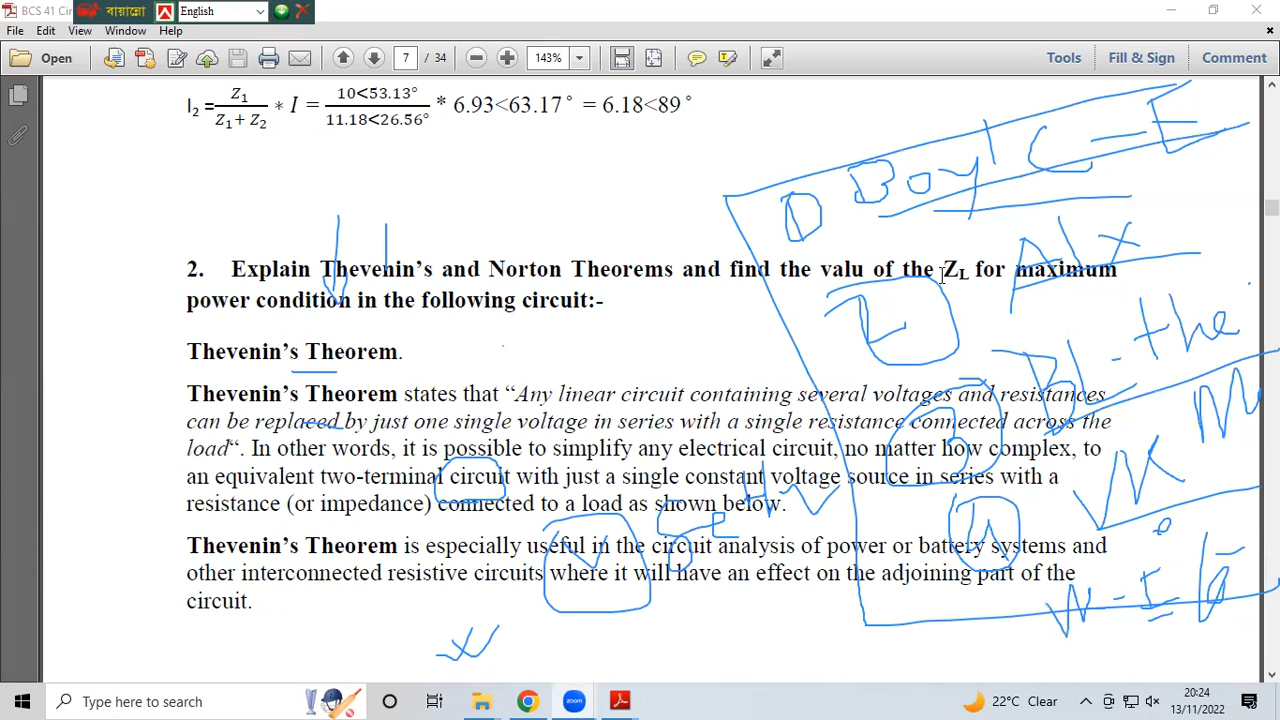 BCS 41 Cir
বায়ান্নো
English
File Edit View Window Help
Open 7 / 34 143% Tools Fill & Sign Comment
I2 = Z1 / Z1 + Z2 * I = 10<53.13° / 11.18<26.56° * 6.93<63.17° = 6.18<89°
2. Explain Thevenin's and Norton Theorems and find the valu of the ZL for maximum
power condition in the following circuit:-
Thevenin's Theorem.
Thevenin's Theorem states that “Any linear circuit containing several voltages and resistances
can be replaced by just one single voltage in series with a single resistance connected across the
load“. In other words, it is possible to simplify any electrical circuit, no matter how complex, to
an equivalent two-terminal circuit with just a single constant voltage source in series with a
resistance (or impedance) connected to a load as shown below.
Thevenin's Theorem is especially useful in the circuit analysis of power or battery systems and
other interconnected resistive circuits where it will have an effect on the adjoining part of the
circuit.
D Boyl C = E
the
Type here to search
22°C Clear
20:24
13/11/2022
zoom